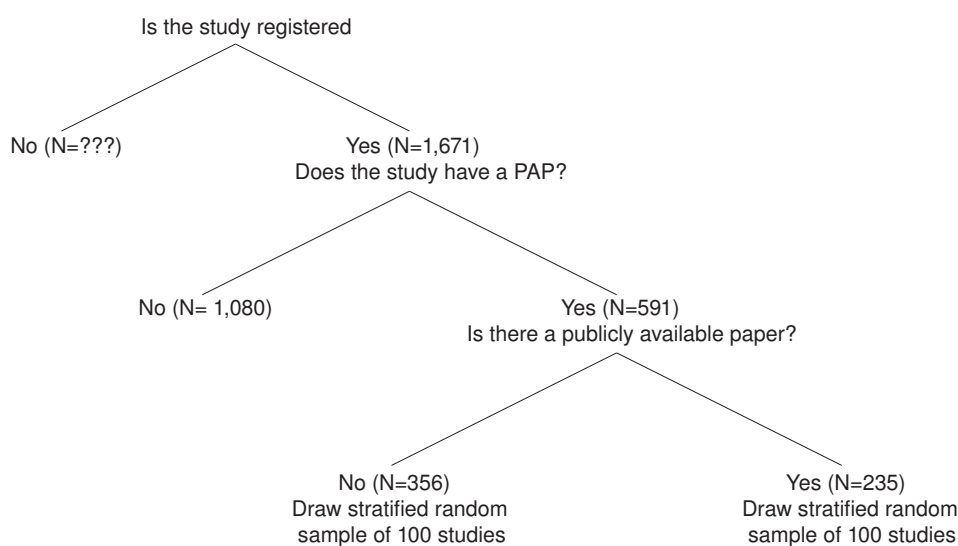 Is the study registered
No (N=???)
Yes (N=1,671)
Does the study have a PAP?
No (N= 1,080)
Yes (N=591)
Is there a publicly available paper?
No (N=356)
Draw stratified random
sample of 100 studies
Yes (N=235)
Draw stratified random
sample of 100 studies